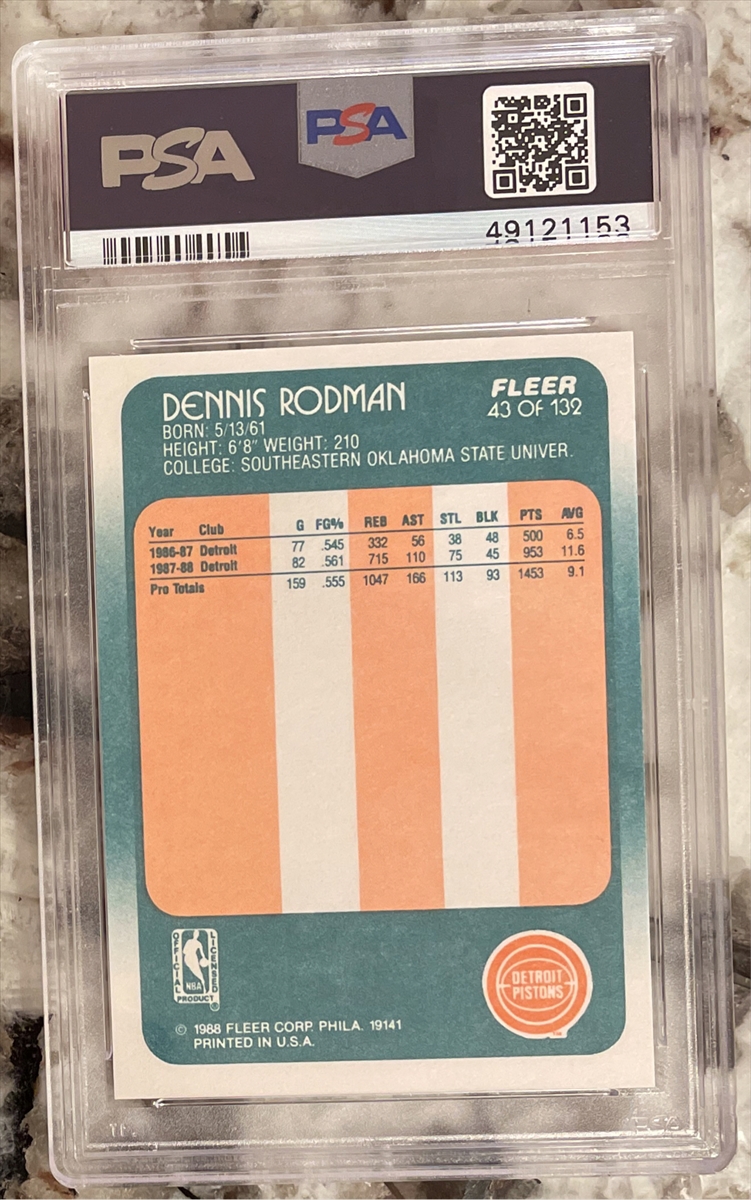 PSA
PSA
49121153
DENNIS RODMAN
FLEER
43 OF 132
BORN: 5/13/61
HEIGHT: 6'8" WEIGHT: 210
COLLEGE: SOUTHEASTERN OKLAHOMA STATE UNIVER.
Year Club G FG% REB AST STL BLK PTS AVG
1986-87 Detroit 77 .545 332 56 38 48 500 6.5
1987-88 Detroit 82 .561 715 110 75 45 953 11.6
Pro Totals 159 .555 1047 166 113 93 1453 9.1
OFFICIAL LICENSED
NBA
PRODUCT ®
DETROIT
PISTONS
© 1988 FLEER CORP. PHILA. 19141
PRINTED IN U.S.A.